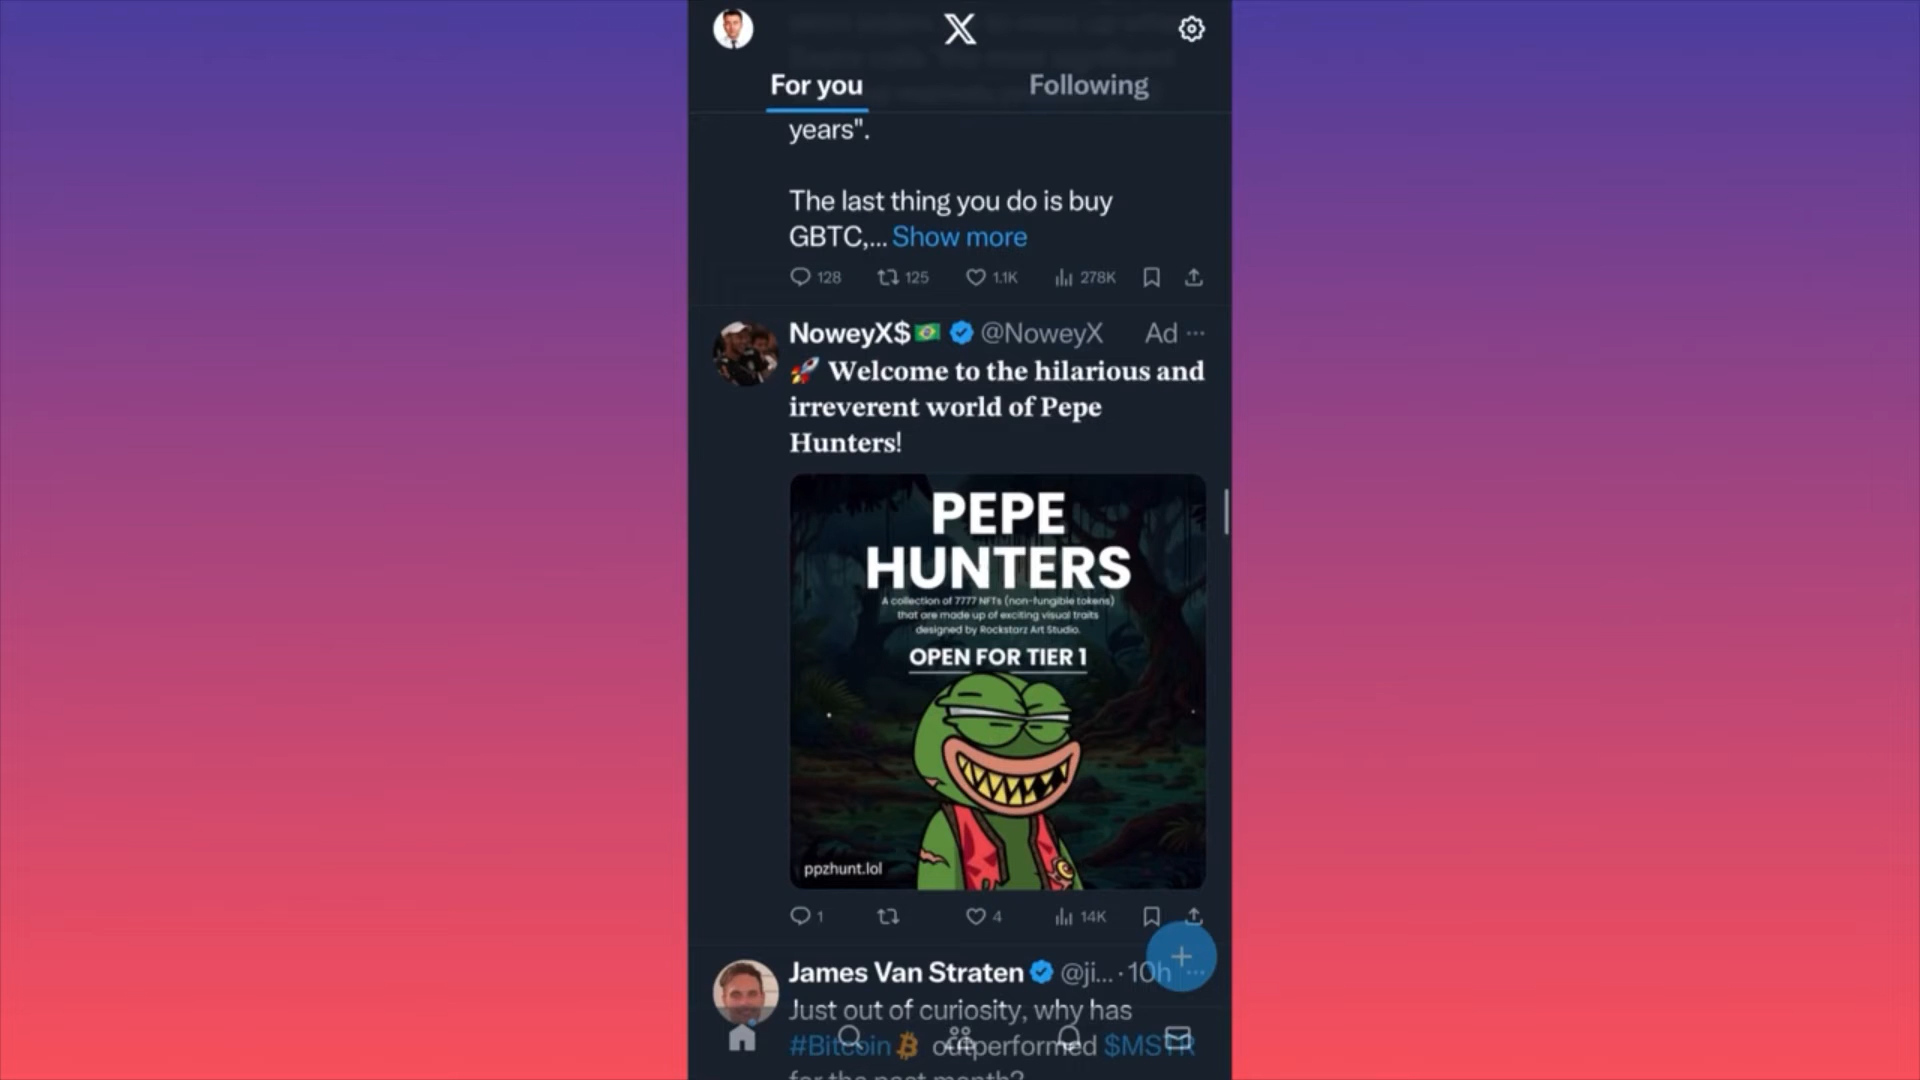 For you
Following
years".
The last thing you do is buy
GBTC,... Show more
128 125 1.1K 278K
NoweyX$🇧🇷 @NoweyX Ad ...
🚀 Welcome to the hilarious and
irreverent world of Pepe
Hunters!
PEPE
HUNTERS
A collection of 7777 NFTs (non-fungible tokens)
that are made up of exciting visual traits
designed by Rockstarz Art Studio.
OPEN FOR TIER 1
ppzhunt.lol
1 4 14K
James Van Straten @ji... · 10h ...
Just out of curiosity, why has
#Bitcoin outperformed $MSTR
for the past month?